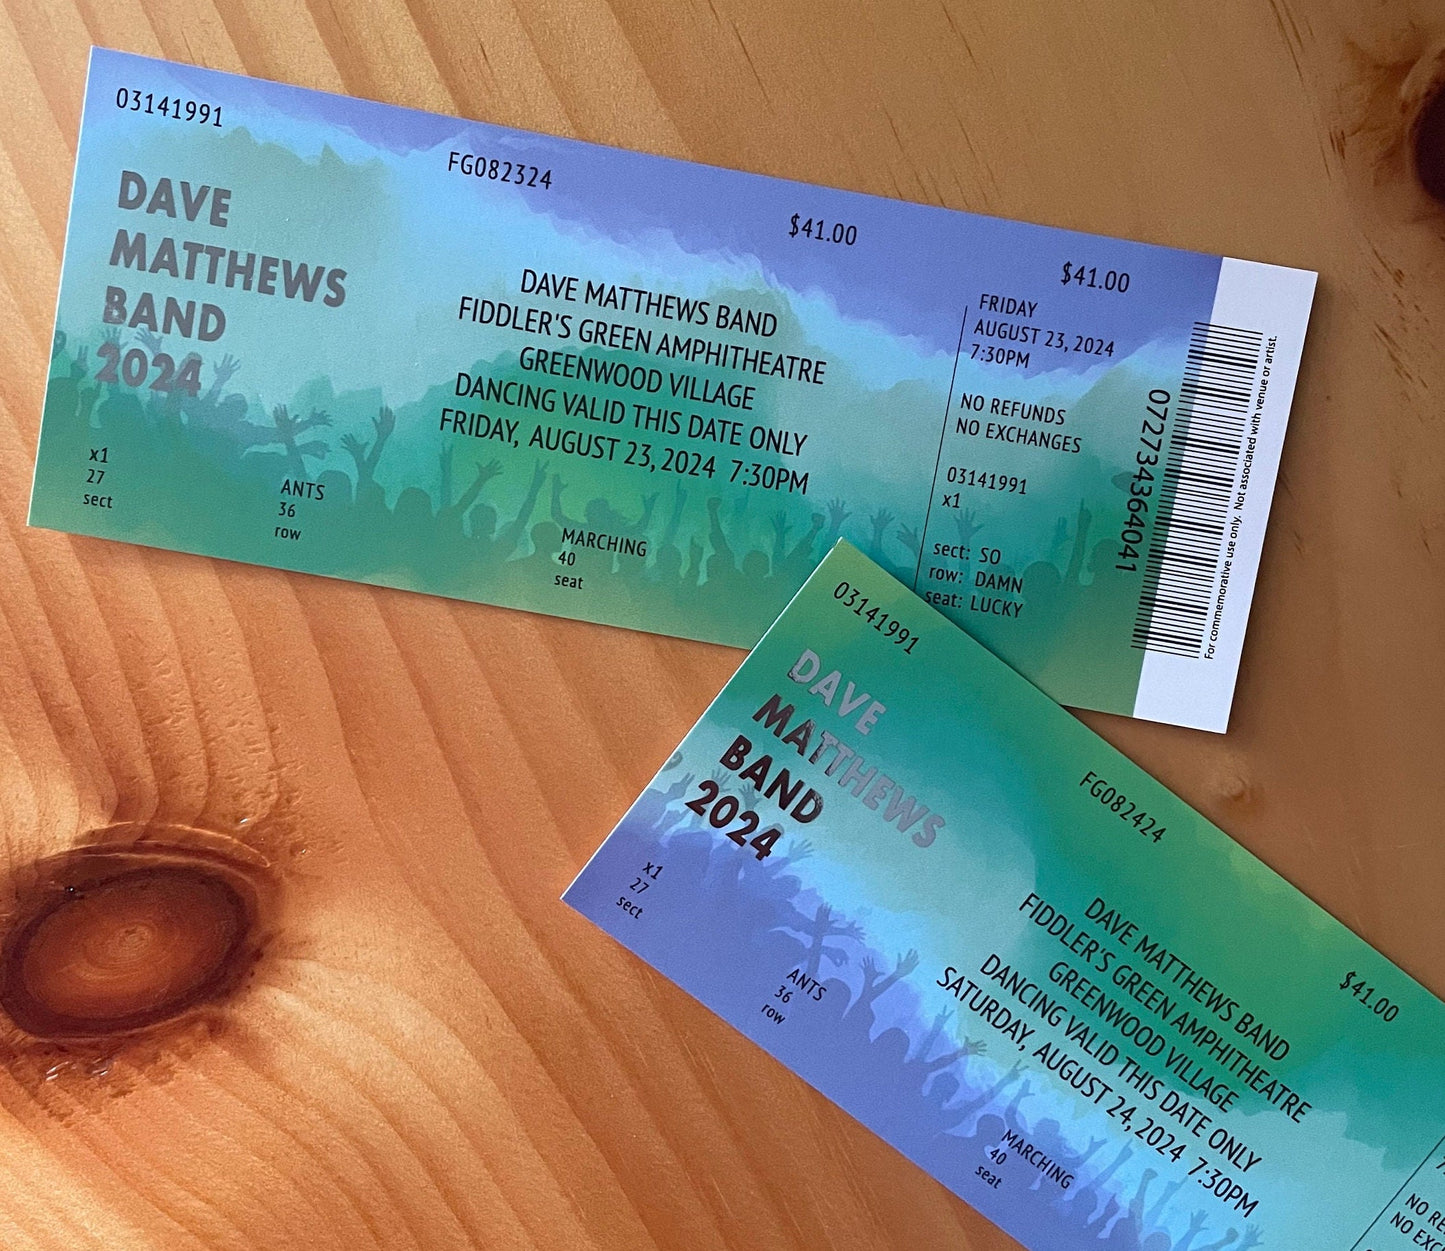 03141991
FG082324
$41.00
$41.00
DAVE
MATTHEWS
BAND
2024
DAVE MATTHEWS BAND
FIDDLER'S GREEN AMPHITHEATRE
GREENWOOD VILLAGE
DANCING VALID THIS DATE ONLY
FRIDAY, AUGUST 23, 2024 7:30PM
x1
27
sect
ANTS
36
row
MARCHING
40
seat
FRIDAY
AUGUST 23, 2024
7:30PM
NO REFUNDS
NO EXCHANGES
03141991
x1
sect: SO
row: DAMN
seat: LUCKY
072734364041
For commemorative use only. Not associated with venue or artist.
03141991
FG082424
$41.00
DAVE
MATTHEWS
BAND
2024
DAVE MATTHEWS BAND
FIDDLER'S GREEN AMPHITHEATRE
GREENWOOD VILLAGE
DANCING VALID THIS DATE ONLY
SATURDAY, AUGUST 24, 2024 7:30PM
x1
27
sect
ANTS
36
row
MARCHING
40
seat
NO RE
NO EXC